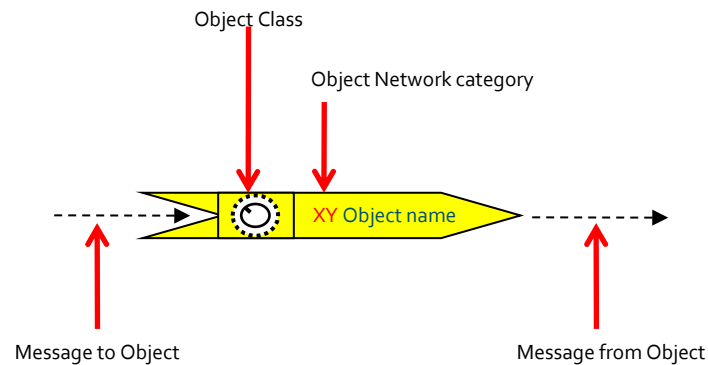 Object Class
Object Network category
XY Object name
Message to Object
Message from Object